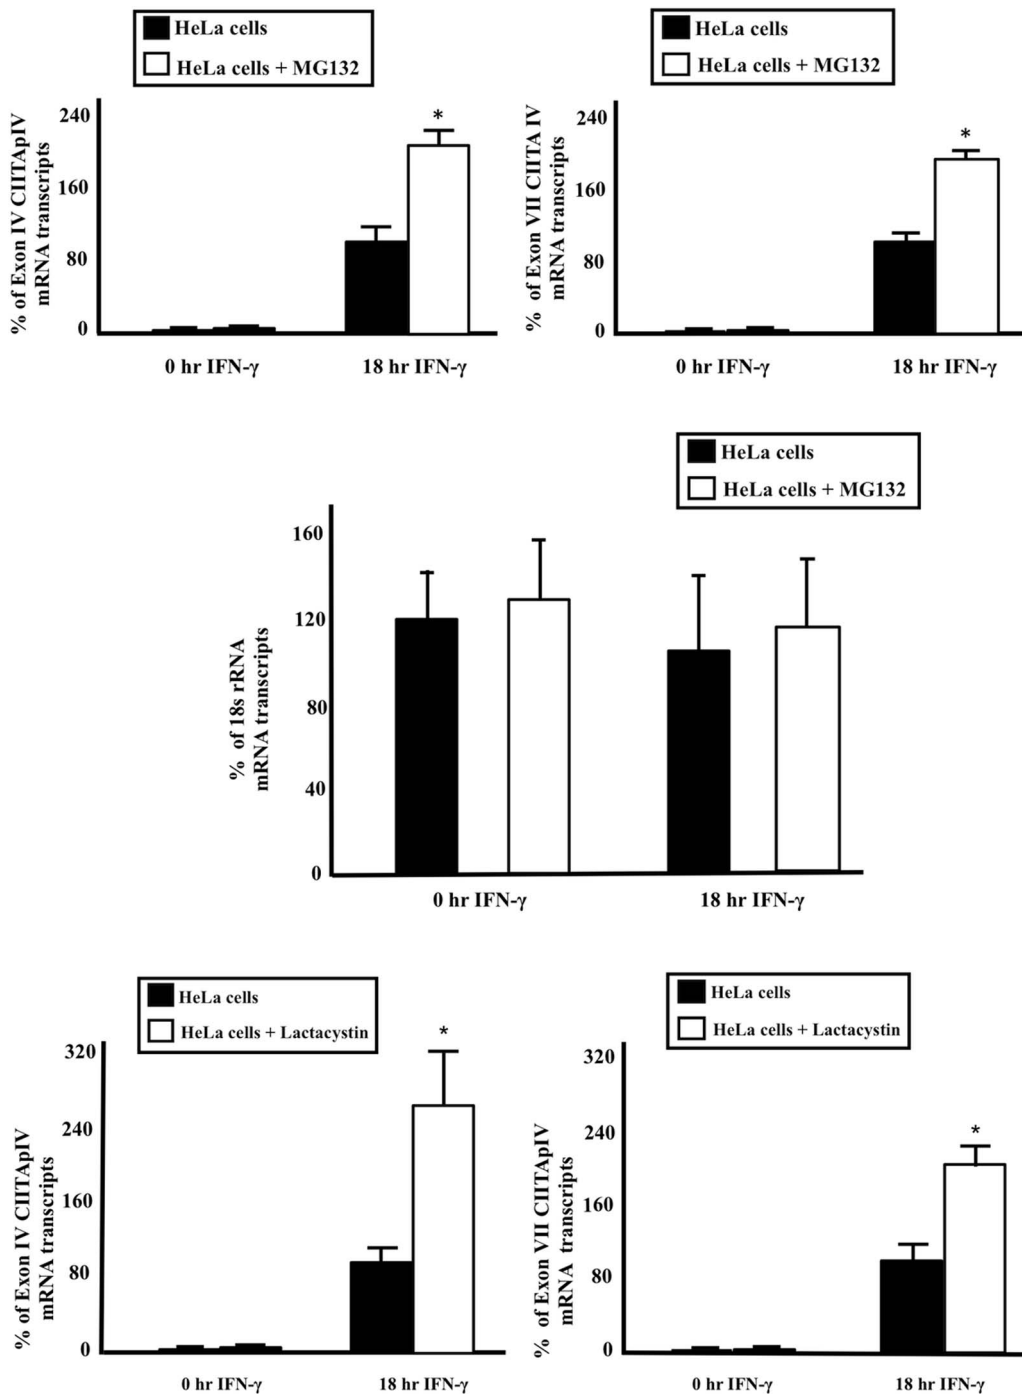 HeLa cells
HeLa cells + MG132
% of Exon IV CIITApIV
mRNA transcripts
240
160
80
0
*
0 hr IFN-γ
18 hr IFN-γ
HeLa cells
HeLa cells + MG132
% of Exon VII CIITA IV
mRNA transcripts
240
160
80
0
*
0 hr IFN-γ
18 hr IFN-γ
HeLa cells
HeLa cells + MG132
% of 18s rRNA
mRNA transcripts
160
120
80
40
0
0 hr IFN-γ
18 hr IFN-γ
HeLa cells
HeLa cells + Lactacystin
% of Exon IV CIITApIV
mRNA transcripts
320
240
160
80
0
*
0 hr IFN-γ
18 hr IFN-γ
HeLa cells
HeLa cells + Lactacystin
% of Exon VII CIITApIV
mRNA transcripts
320
240
160
80
0
*
0 hr IFN-γ
18 hr IFN-γ